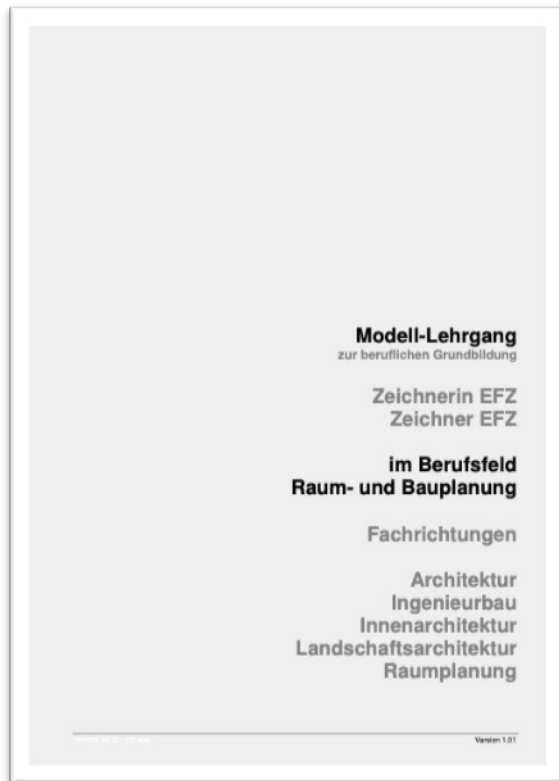 Modell-Lehrgang
zur beruflichen Grundbildung
Zeichnerin EFZ
Zeichner EFZ
im Berufsfeld
Raum- und Bauplanung
Fachrichtungen
Architektur
Ingenieurbau
Innenarchitektur
Landschaftsarchitektur
Raumplanung
Version 1.01